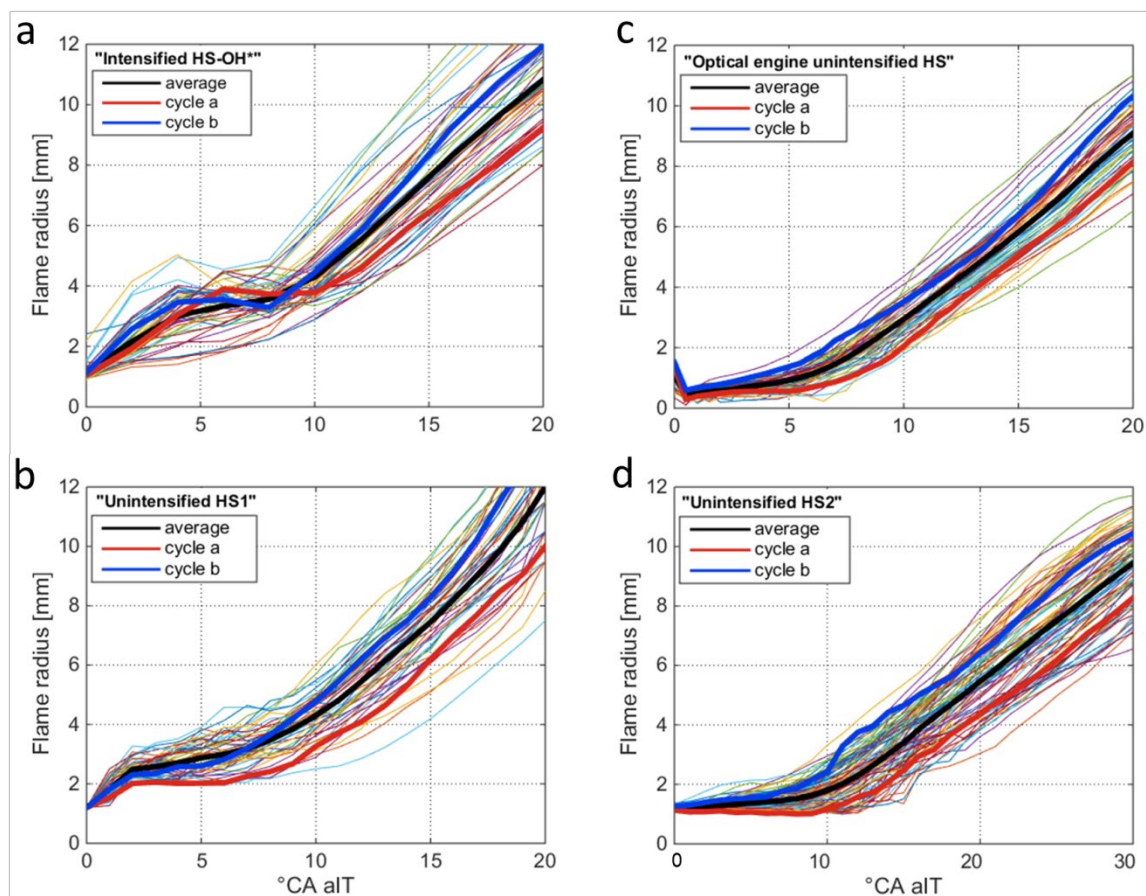 a
"Intensified HS-OH*"
average
cycle a
cycle b
Flame radius [mm]
12
10
8
6
4
2
0
0 5 10 15 20
c
"Optical engine unintensified HS"
average
cycle a
cycle b
Flame radius [mm]
12
10
8
6
4
2
0
0 5 10 15 20
b
"Unintensified HS1"
average
cycle a
cycle b
Flame radius [mm]
12
10
8
6
4
2
0
0 5 10 15 20
°CA aIT
d
"Unintensified HS2"
average
cycle a
cycle b
Flame radius [mm]
12
10
8
6
4
2
0
0 10 20 30
°CA aIT